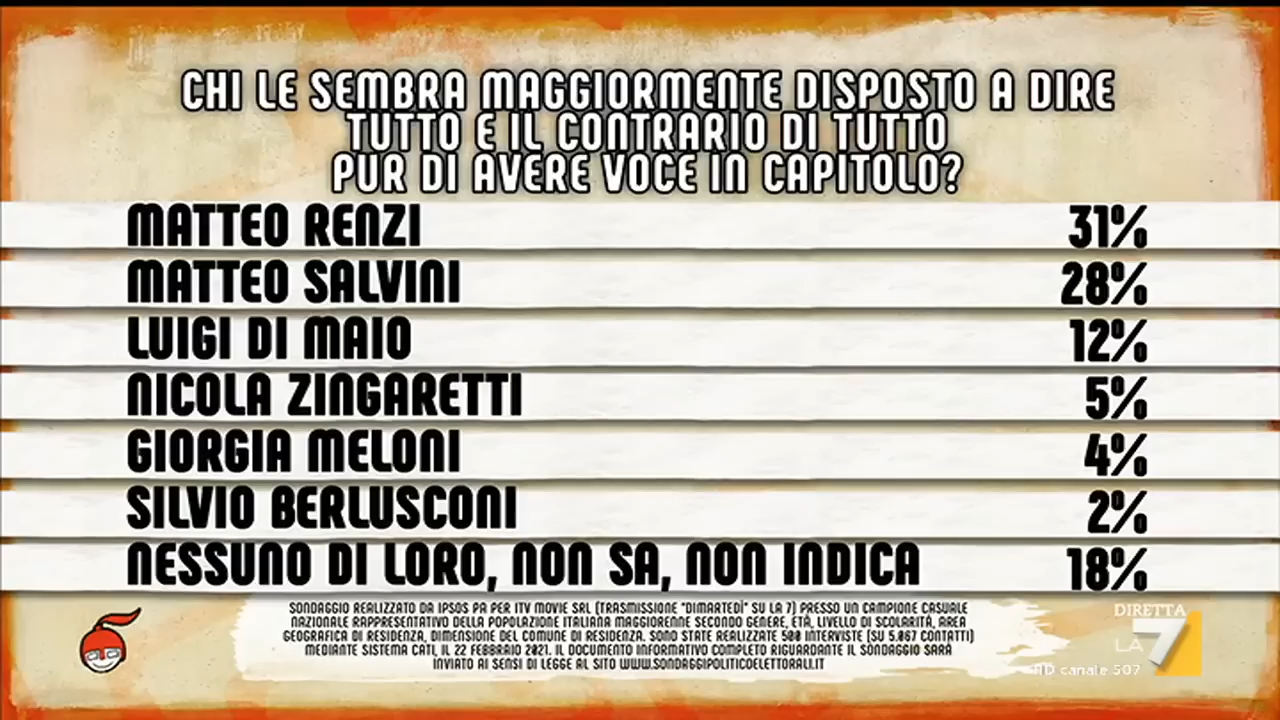 CHI LE SEMBRA MAGGIORMENTE DISPOSTO A DIRE
TUTTO E IL CONTRARIO DI TUTTO
PUR DI AVERE VOCE IN CAPITOLO?
MATTEO RENZI 31%
MATTEO SALVINI 28%
LUIGI DI MAIO 12%
NICOLA ZINGARETTI 5%
GIORGIA MELONI 4%
SILVIO BERLUSCONI 2%
NESSUNO DI LORO, NON SA, NON INDICA 18%
SONDAGGIO REALIZZATO DA IPSOS PA PER ITV MOVIE SRL (TRASMISSIONE "DIMARTEDÌ" SU LA 7) PRESSO UN CAMPIONE CASUALE
NAZIONALE RAPPRESENTATIVO DELLA POPOLAZIONE ITALIANA MAGGIORENNE SECONDO GENERE, ETÀ, LIVELLO DI SCOLARITÀ, AREA
GEOGRAFICA DI RESIDENZA, DIMENSIONE DEL COMUNE DI RESIDENZA. SONO STATE REALIZZATE 500 INTERVISTE (SU 5.067 CONTATTI)
MEDIANTE SISTEMA CATI, IL 22 FEBBRAIO 2021. IL DOCUMENTO INFORMATIVO COMPLETO RIGUARDANTE IL SONDAGGIO SARÀ
INVIATO AI SENSI DI LEGGE AL SITO WWW.SONDAGGIPOLITICOELETTORALI.IT
DIRETTA
LA 7
HD canale 507